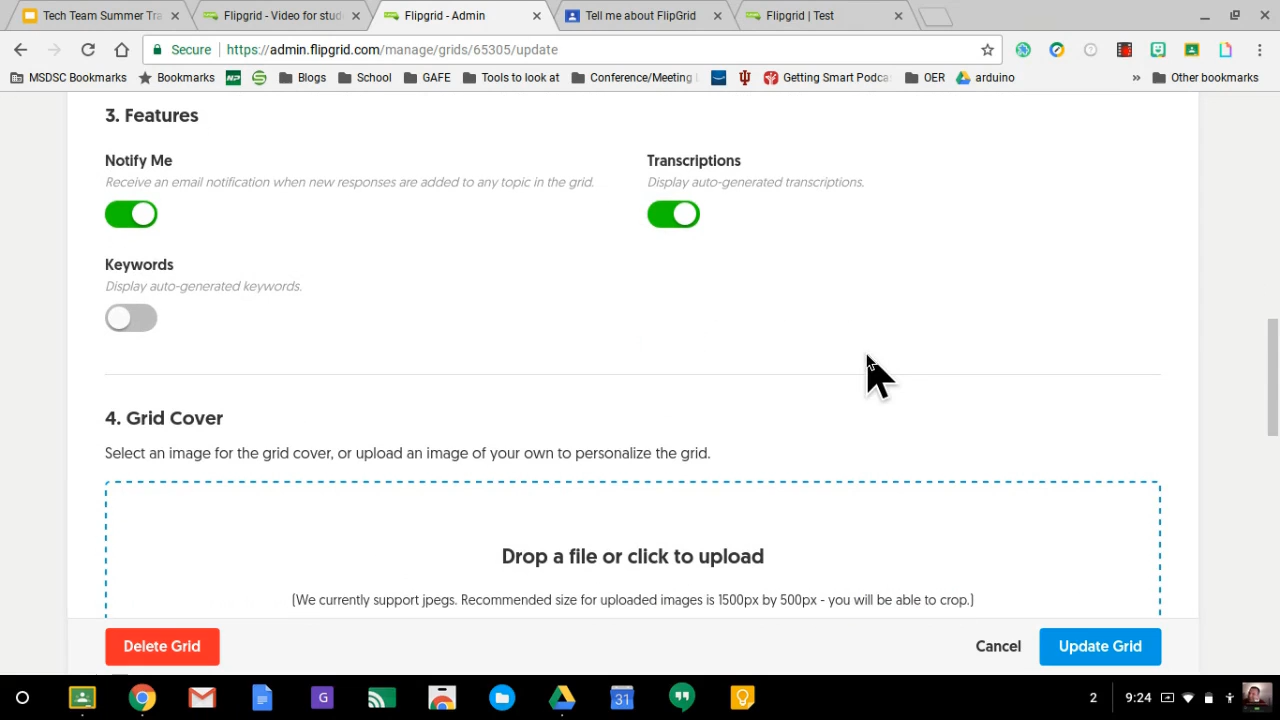 Tech Team Summer Tra
Flipgrid - Video for stud
Flipgrid - Admin
Tell me about FlipGrid
Flipgrid | Test
Secure
https://admin.flipgrid.com/manage/grids/65305/update
MSDSC Bookmarks
Bookmarks
Blogs
School
GAFE
Tools to look at
Conference/Meeting
Getting Smart Podca
OER
arduino
»
Other bookmarks
3. Features
Notify Me
Transcriptions
Receive an email notification when new responses are added to any topic in the grid.
Display auto-generated transcriptions.
Keywords
Display auto-generated keywords.
4. Grid Cover
Select an image for the grid cover, or upload an image of your own to personalize the grid.
Drop a file or click to upload
(We currently support jpegs. Recommended size for uploaded images is 1500px by 500px - you will be able to crop.)
Delete Grid
Cancel
Update Grid
G
31
2
9:24